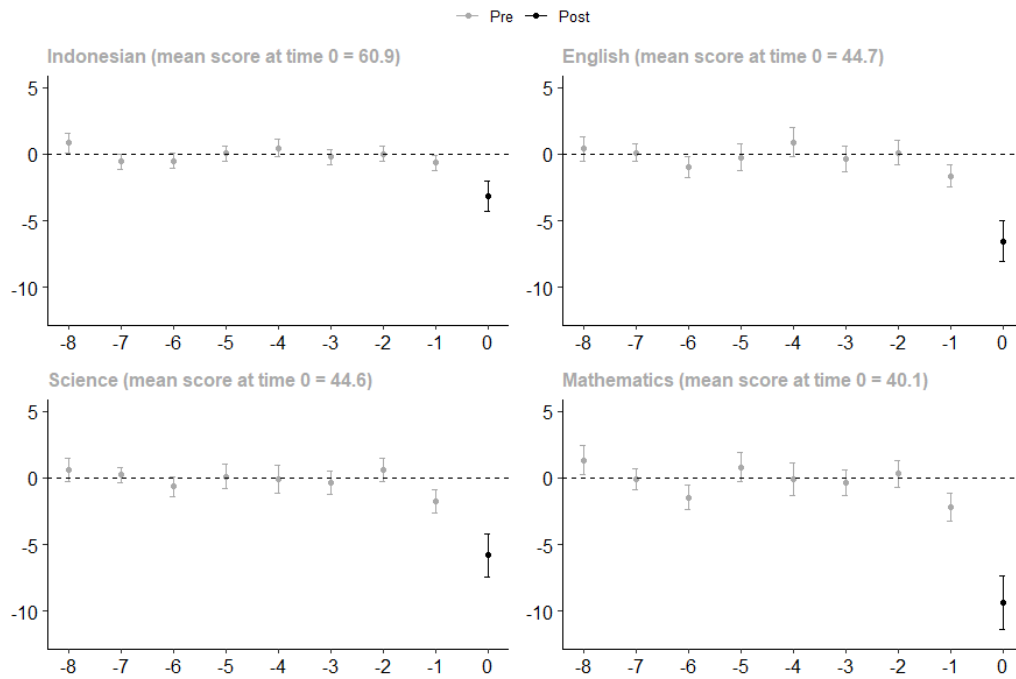 Pre Post
Indonesian (mean score at time 0 = 60.9)
5
0
-5
-10
-8 -7 -6 -5 -4 -3 -2 -1 0
English (mean score at time 0 = 44.7)
5
0
-5
-10
-8 -7 -6 -5 -4 -3 -2 -1 0
Science (mean score at time 0 = 44.6)
5
0
-5
-10
-8 -7 -6 -5 -4 -3 -2 -1 0
Mathematics (mean score at time 0 = 40.1)
5
0
-5
-10
-8 -7 -6 -5 -4 -3 -2 -1 0